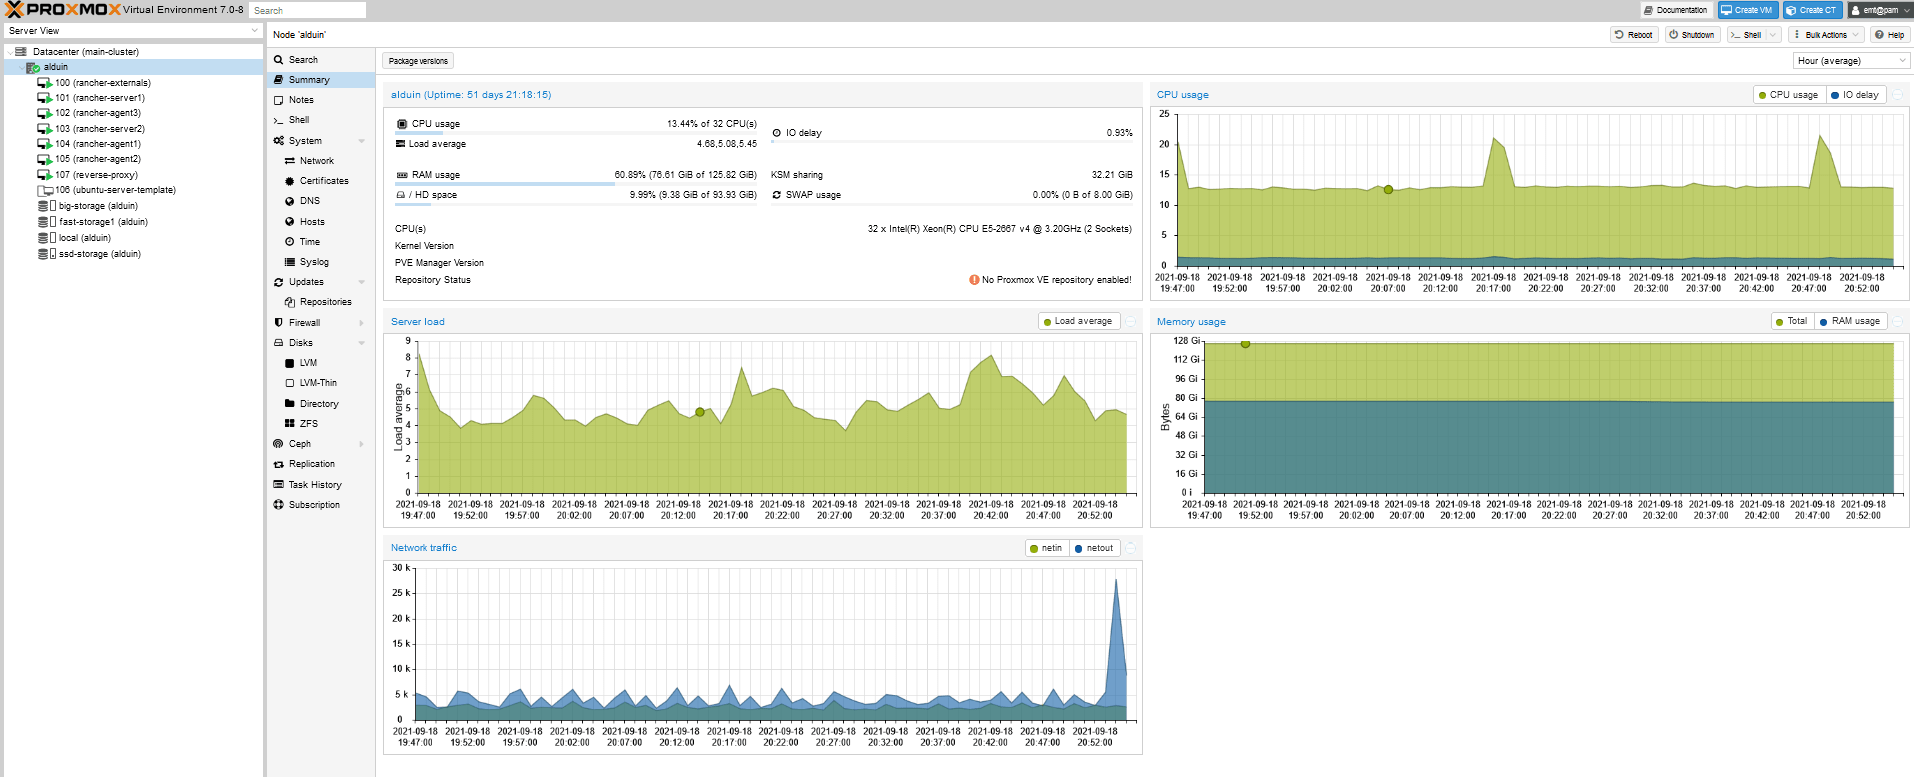 PROXMOX Virtual Environment 7.0-8 Search
Documentation Create VM Create CT emt@pam
Server View
Datacenter (main-cluster)
alduin
100 (rancher-externals)
101 (rancher-server1)
102 (rancher-agent3)
103 (rancher-server2)
104 (rancher-agent1)
105 (rancher-agent2)
107 (reverse-proxy)
106 (ubuntu-server-template)
big-storage (alduin)
fast-storage1 (alduin)
local (alduin)
ssd-storage (alduin)
Node 'alduin'
Reboot Shutdown Shell Bulk Actions Help
Search
Summary
Notes
Shell
System
Network
Certificates
DNS
Hosts
Time
Syslog
Updates
Repositories
Firewall
Disks
LVM
LVM-Thin
Directory
ZFS
Ceph
Replication
Task History
Subscription
Package versions
Hour (average)
alduin (Uptime: 51 days 21:18:15)
CPU usage 13.44% of 32 CPU(s)
IO delay 0.93%
Load average 4.68,5.08,5.45
RAM usage 60.89% (76.61 GiB of 125.82 GiB)
KSM sharing 32.21 GiB
/ HD space 9.99% (9.38 GiB of 93.93 GiB)
SWAP usage 0.00% (0 B of 8.00 GiB)
CPU(s) 32 x Intel(R) Xeon(R) CPU E5-2667 v4 @ 3.20GHz (2 Sockets)
Kernel Version
PVE Manager Version
Repository Status No Proxmox VE repository enabled!
CPU usage
CPU usage IO delay
25
20
15
10
5
0
2021-09-18 2021-09-18 2021-09-18 2021-09-18 2021-09-18 2021-09-18 2021-09-18 2021-09-18 2021-09-18 2021-09-18 2021-09-18 2021-09-18 2021-09-18 2021-09-18
19:47:00 19:52:00 19:57:00 20:02:00 20:07:00 20:12:00 20:17:00 20:22:00 20:27:00 20:32:00 20:37:00 20:42:00 20:47:00 20:52:00
Server load
Load average
Load average
9
8
7
6
5
4
3
2
1
0
2021-09-18 2021-09-18 2021-09-18 2021-09-18 2021-09-18 2021-09-18 2021-09-18 2021-09-18 2021-09-18 2021-09-18 2021-09-18 2021-09-18 2021-09-18 2021-09-18
19:47:00 19:52:00 19:57:00 20:02:00 20:07:00 20:12:00 20:17:00 20:22:00 20:27:00 20:32:00 20:37:00 20:42:00 20:47:00 20:52:00
Memory usage
Total RAM usage
Bytes
128 Gi
112 Gi
96 Gi
80 Gi
64 Gi
48 Gi
32 Gi
16 Gi
0 i
2021-09-18 2021-09-18 2021-09-18 2021-09-18 2021-09-18 2021-09-18 2021-09-18 2021-09-18 2021-09-18 2021-09-18 2021-09-18 2021-09-18 2021-09-18 2021-09-18
19:47:00 19:52:00 19:57:00 20:02:00 20:07:00 20:12:00 20:17:00 20:22:00 20:27:00 20:32:00 20:37:00 20:42:00 20:47:00 20:52:00
Network traffic
netin netout
30 k
25 k
20 k
15 k
10 k
5 k
0
2021-09-18 2021-09-18 2021-09-18 2021-09-18 2021-09-18 2021-09-18 2021-09-18 2021-09-18 2021-09-18 2021-09-18 2021-09-18 2021-09-18 2021-09-18 2021-09-18
19:47:00 19:52:00 19:57:00 20:02:00 20:07:00 20:12:00 20:17:00 20:22:00 20:27:00 20:32:00 20:37:00 20:42:00 20:47:00 20:52:00